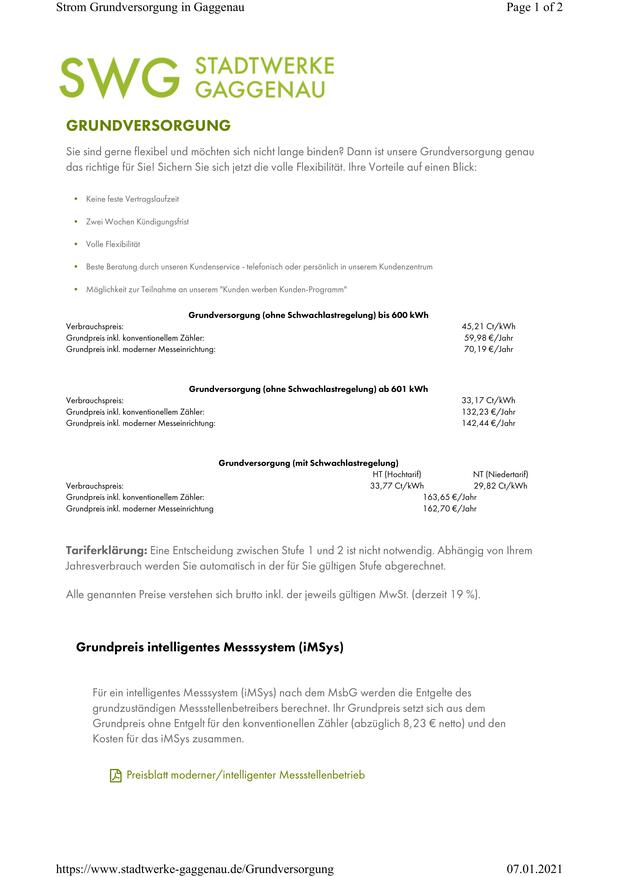 Strom Grundversorgung in Gaggenau Page 1 of 2
SWG STADTWERKE
GAGGENAU
GRUNDVERSORGUNG
Sie sind gerne flexibel und möchten sich nicht lange binden? Dann ist unsere Grundversorgung genau
das richtige für Sie! Sichern Sie sich jetzt die volle Flexibilität. Ihre Vorteile auf einen Blick:
• Keine feste Vertragslaufzeit
• Zwei Wochen Kündigungsfrist
• Volle Flexibilität
• Beste Beratung durch unseren Kundenservice - telefonisch oder persönlich in unserem Kundenzentrum
• Möglichkeit zur Teilnahme an unserem "Kunden werben Kunden-Programm"
Grundversorgung (ohne Schwachlastregelung) bis 600 kWh
Verbrauchspreis: 45,21 Ct/kWh
Grundpreis inkl. konventionellem Zähler: 59,98 €/Jahr
Grundpreis inkl. moderner Messeinrichtung: 70,19 €/Jahr
Grundversorgung (ohne Schwachlastregelung) ab 601 kWh
Verbrauchspreis: 33,17 Ct/kWh
Grundpreis inkl. konventionellem Zähler: 132,23 €/Jahr
Grundpreis inkl. moderner Messeinrichtung: 142,44 €/Jahr
Grundversorgung (mit Schwachlastregelung)
HT (Hochtarif) NT (Niedertarif)
Verbrauchspreis: 33,77 Ct/kWh 29,82 Ct/kWh
Grundpreis inkl. konventionellem Zähler: 163,65 €/Jahr
Grundpreis inkl. moderner Messeinrichtung 162,70 €/Jahr
Tariferklärung: Eine Entscheidung zwischen Stufe 1 und 2 ist nicht notwendig. Abhängig von Ihrem
Jahresverbrauch werden Sie automatisch in der für Sie gültigen Stufe abgerechnet.
Alle genannten Preise verstehen sich brutto inkl. der jeweils gültigen MwSt. (derzeit 19 %).
Grundpreis intelligentes Messsystem (iMSys)
Für ein intelligentes Messsystem (iMSys) nach dem MsbG werden die Entgelte des
grundzuständigen Messstellenbetreibers berechnet. Ihr Grundpreis setzt sich aus dem
Grundpreis ohne Entgelt für den konventionellen Zähler (abzüglich 8,23 € netto) und den
Kosten für das iMSys zusammen.
Preisblatt moderner/intelligenter Messstellenbetrieb
https://www.stadtwerke-gaggenau.de/Grundversorgung 07.01.2021